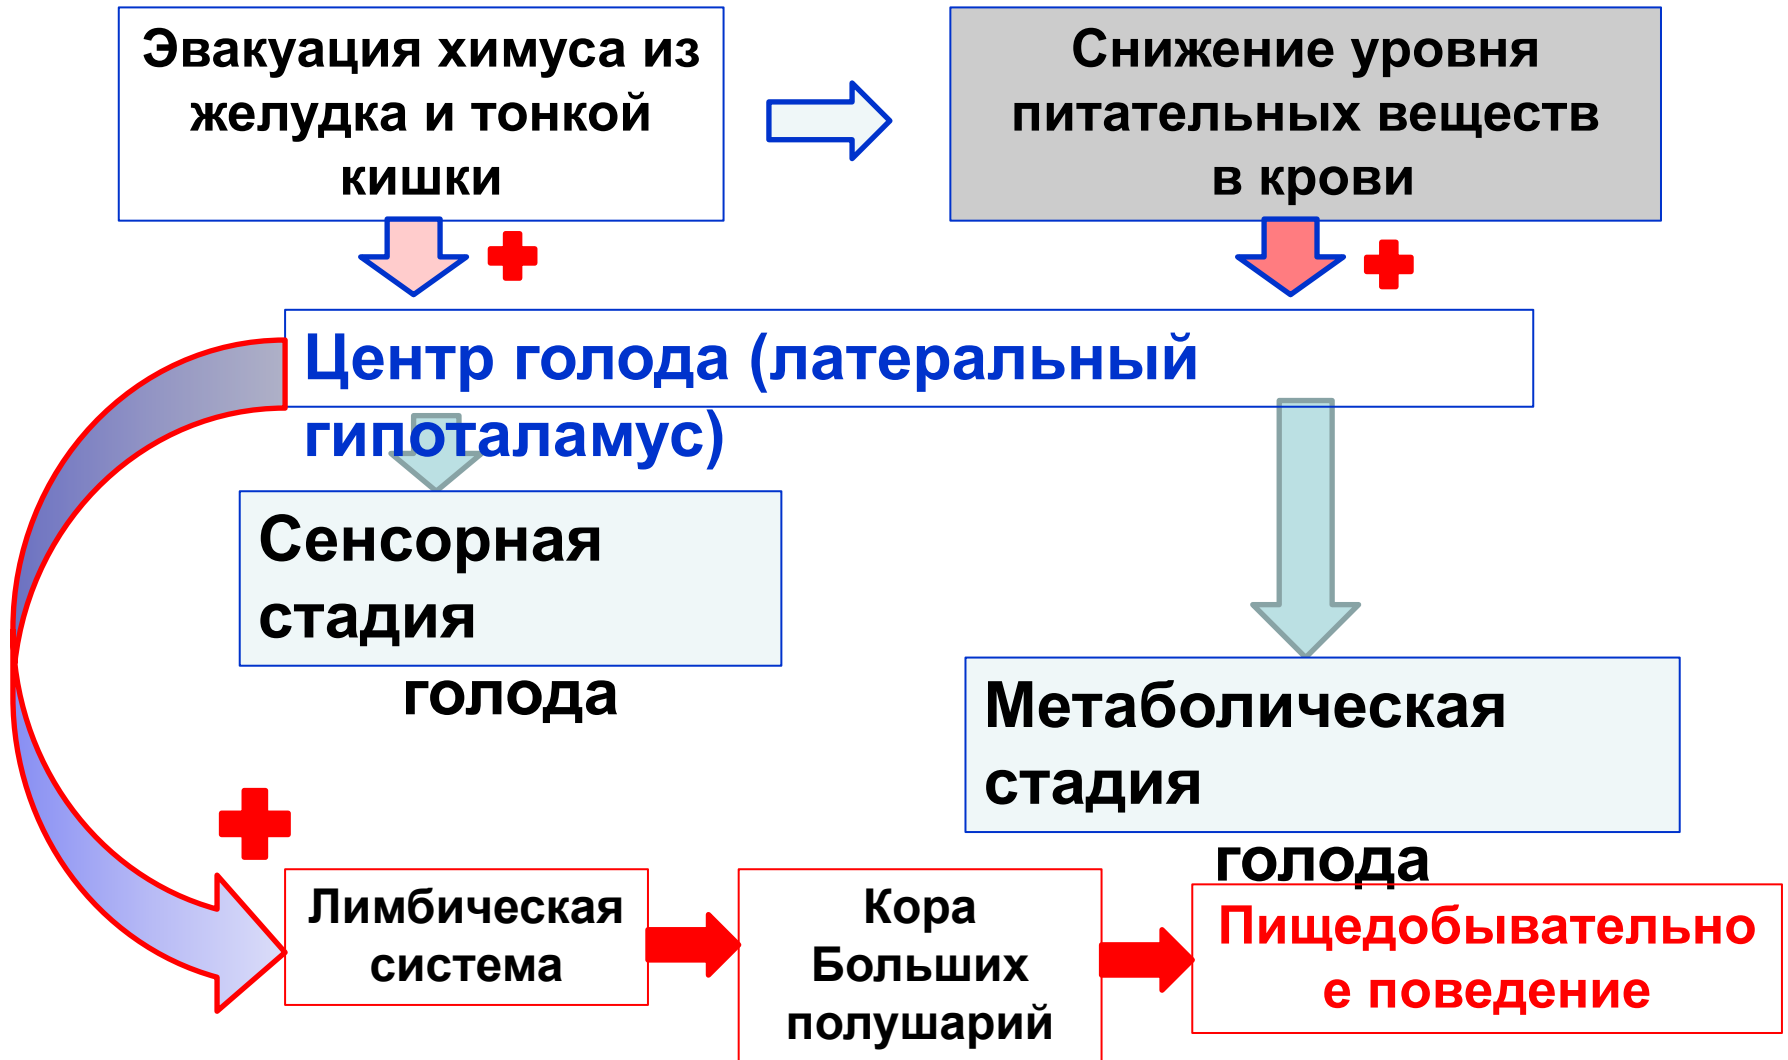 Эвакуация химуса из
желудка и тонкой
кишки
Снижение уровня
питательных веществ
в крови
Центр голода (латеральный
гипоталамус)
Сенсорная
стадия
голода
Метаболическая
стадия
голода
Лимбическая
система
Кора
Больших
полушарий
Пищедобывательно
е поведение